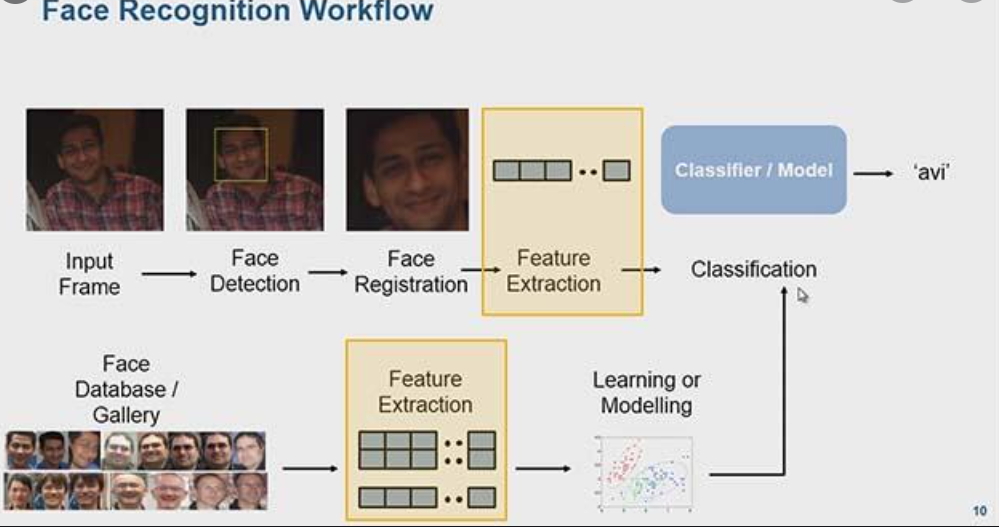 Face Recognition Workflow
Classifier / Model
'avi'
Input
Frame
Face
Detection
Face
Registration
Feature
Extraction
Classification
Face
Database /
Gallery
Feature
Extraction
Learning or
Modelling
10